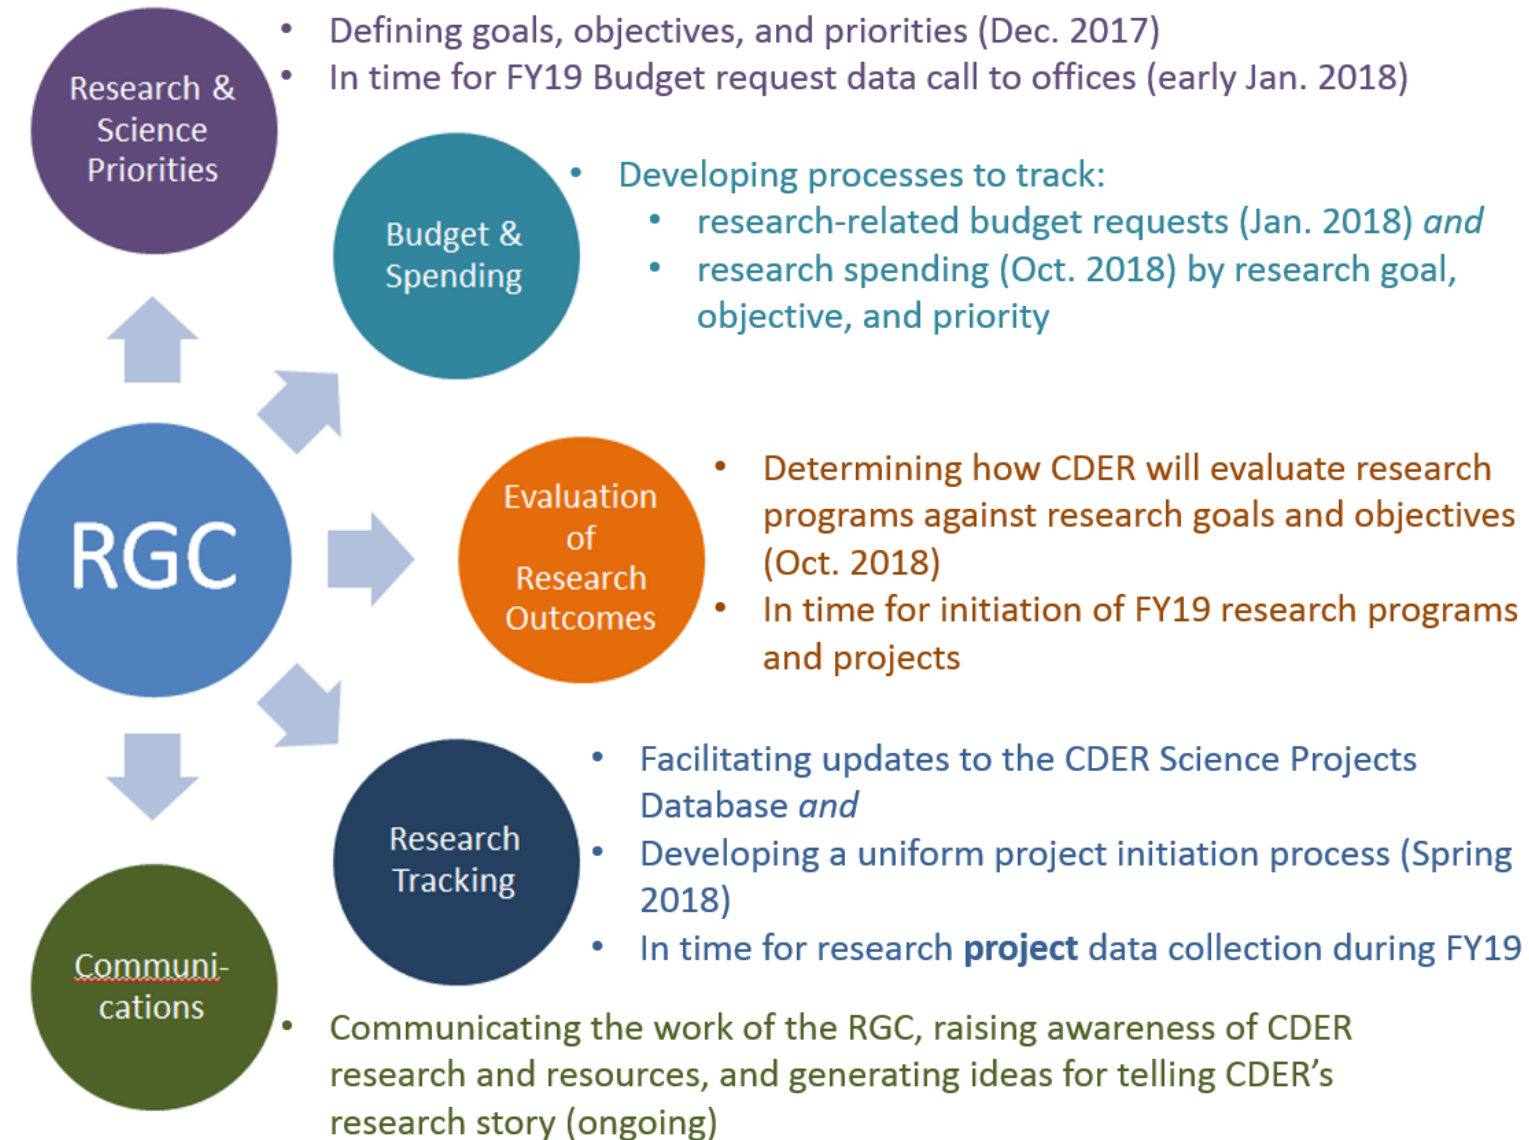 Research &
Science
Priorities
• Defining goals, objectives, and priorities (Dec. 2017)
• In time for FY19 Budget request data call to offices (early Jan. 2018)
Budget &
Spending
• Developing processes to track:
• research-related budget requests (Jan. 2018) and
• research spending (Oct. 2018) by research goal,
objective, and priority
RGC
Evaluation
of
Research
Outcomes
• Determining how CDER will evaluate research
programs against research goals and objectives
(Oct. 2018)
• In time for initiation of FY19 research programs
and projects
Research
Tracking
• Facilitating updates to the CDER Science Projects
Database and
• Developing a uniform project initiation process (Spring
2018)
• In time for research project data collection during FY19
Communi-
cations
• Communicating the work of the RGC, raising awareness of CDER
research and resources, and generating ideas for telling CDER’s
research story (ongoing)